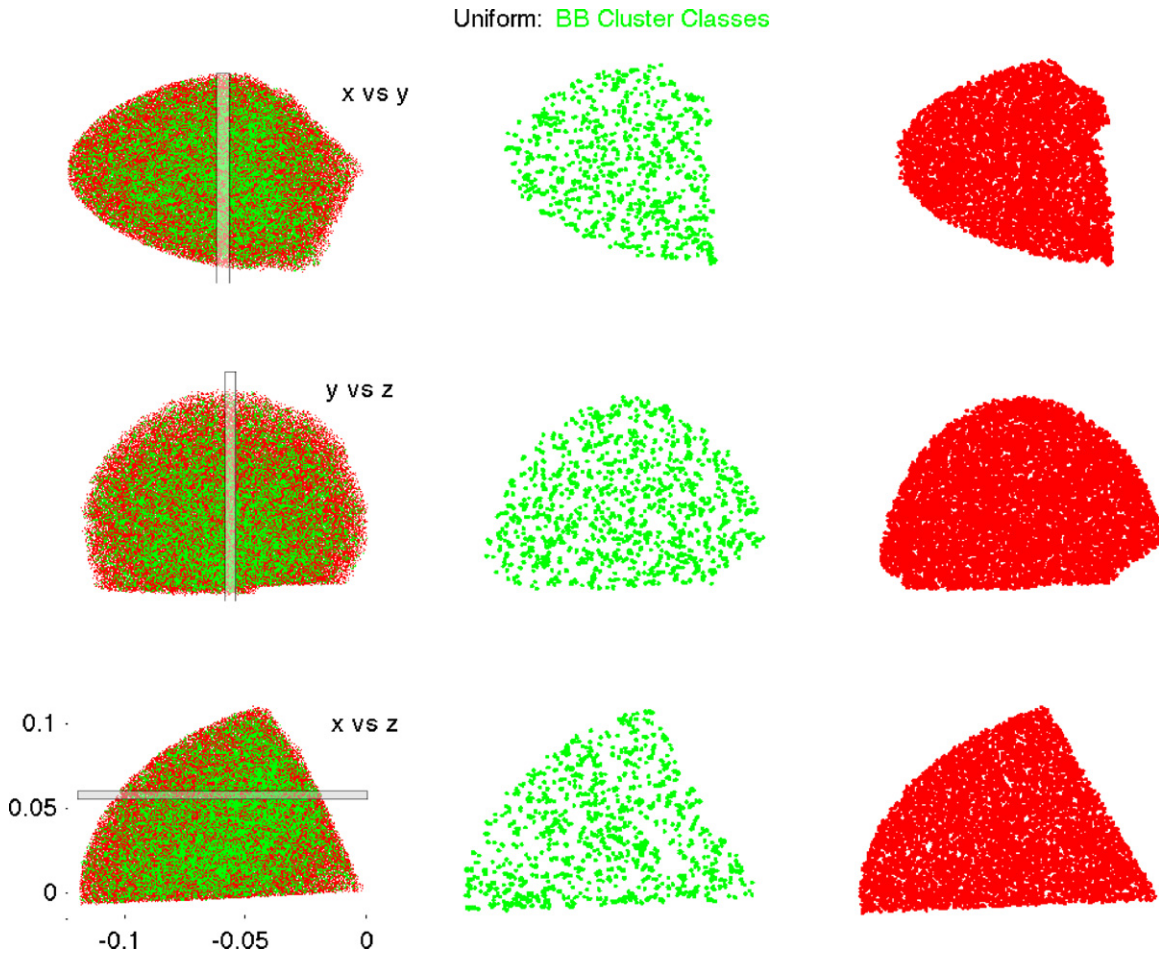 Uniform: BB Cluster Classes
x vs y
y vs z
x vs z
0.1
0.05
0
-0.1 -0.05 0